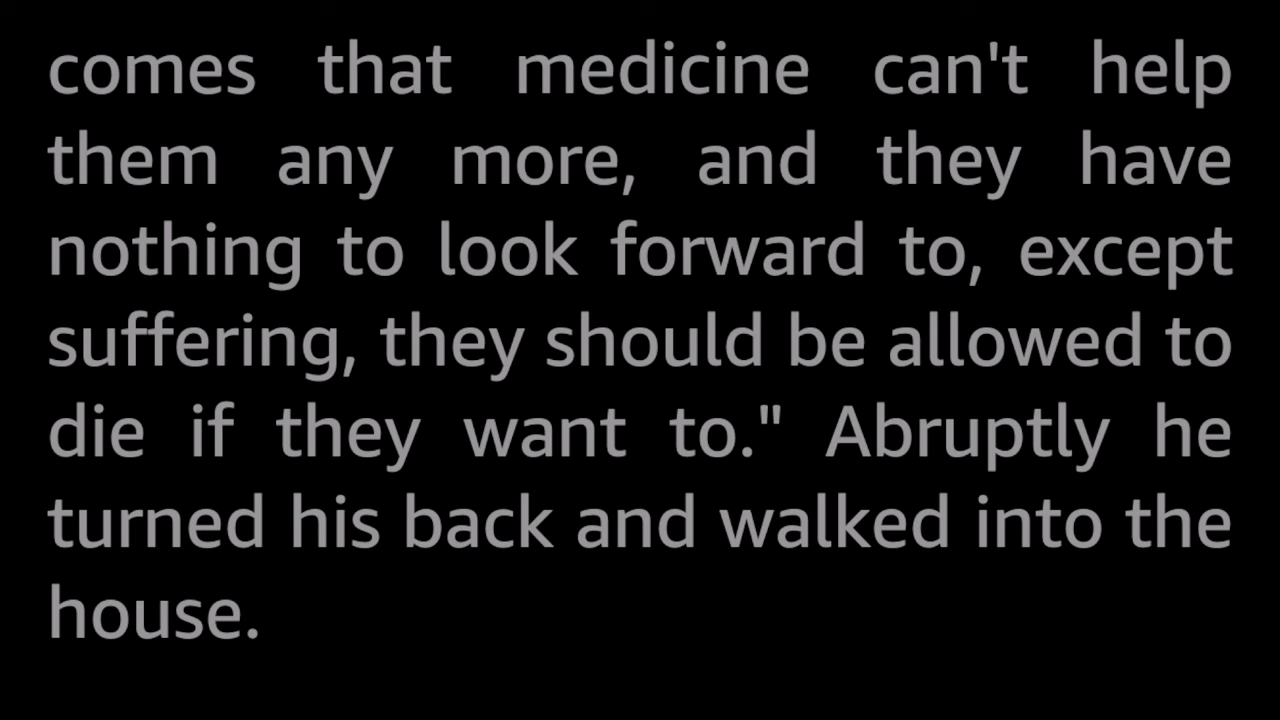 comes that medicine can't help
them any more, and they have
nothing to look forward to, except
suffering, they should be allowed to
die if they want to." Abruptly he
turned his back and walked into the
house.